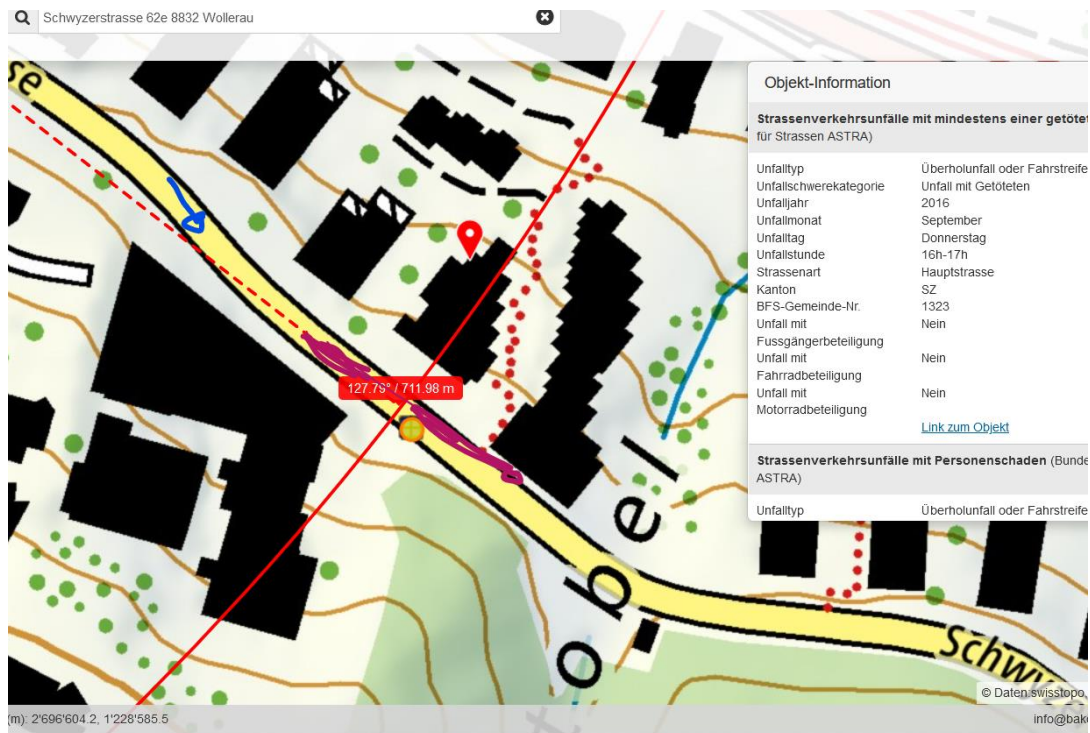 Schwyzerstrasse 62e 8832 Wollerau
se
Objekt-Information
Strassenverkehrsunfälle mit mindestens einer getötet
für Strassen ASTRA)
Unfalltyp Überholunfall oder Fahrstreife
Unfallschwerekategorie Unfall mit Getöteten
Unfalljahr 2016
Unfallmonat September
Unfalltag Donnerstag
Unfallstunde 16h-17h
Strassenart Hauptstrasse
Kanton SZ
BFS-Gemeinde-Nr. 1323
Unfall mit Nein
Fussgängerbeteiligung
Unfall mit Nein
Fahrradbeteiligung
Unfall mit Nein
Motorradbeteiligung
Link zum Objekt
Strassenverkehrsunfälle mit Personenschaden (Bunde
ASTRA)
Unfalltyp Überholunfall oder Fahrstreife
127.79° / 711.98 m
tobel
Schwyze
© Daten:swisstopo,
(m): 2'696'604.2, 1'228'585.5
info@bak